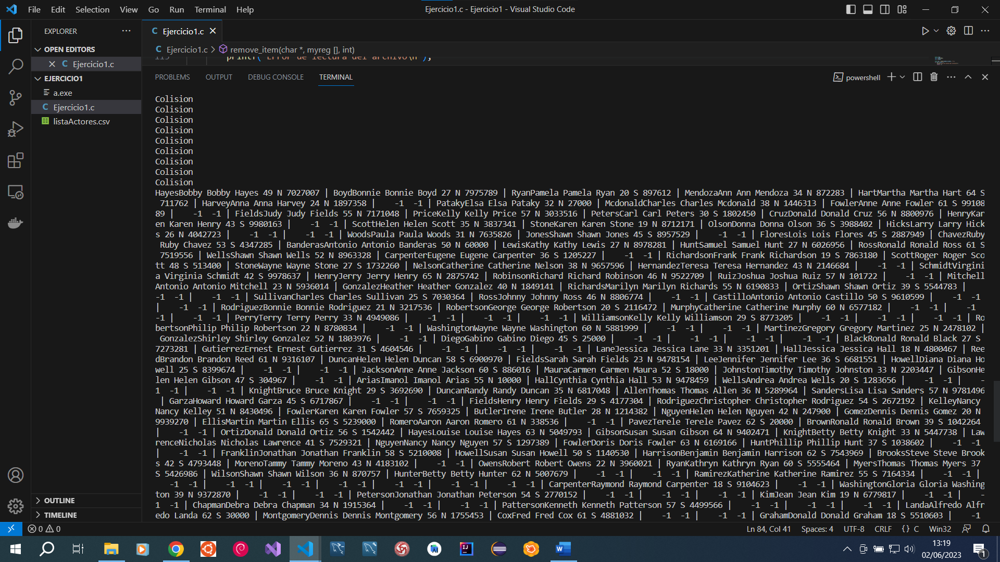 File Edit Selection View Go Run Terminal Help
Ejercicio1.c - Ejercicio1 - Visual Studio Code
EXPLORER
OPEN EDITORS
Ejercicio1.c
EJERCICIO1
a.exe
Ejercicio1.c
listaActores.csv
OUTLINE
TIMELINE
C Ejercicio1.c
C Ejercicio1.c > remove_item(char *, myreg [], int)
115 printf("Error de lectura del archivo\n");
PROBLEMS OUTPUT DEBUG CONSOLE TERMINAL
powershell
Colision
Colision
Colision
Colision
Colision
Colision
Colision
Colision
Colision
HayesBobby Bobby Hayes 49 N 7027007 | BoydBonnie Bonnie Boyd 27 N 7975789 | RyanPamela Pamela Ryan 20 S 897612 | MendozaAnn Ann Mendoza 34 N 872283 | HartMartha Martha Hart 64 S
711762 | HarveyAnna Anna Harvey 24 N 1897358 | -1 -1 | PatakyElsa Elsa Pataky 32 N 27000 | McdonaldCharles Charles Mcdonald 38 N 1446313 | FowlerAnne Anne Fowler 61 S 99108
89 | -1 -1 | FieldsJudy Judy Fields 55 N 7171048 | PriceKelly Kelly Price 57 N 3033516 | PetersCarl Carl Peters 30 S 1802450 | CruzDonald Donald Cruz 56 N 8800976 | HenryKar
en Karen Henry 43 S 9980163 | -1 -1 | ScottHelen Helen Scott 35 N 3837341 | StoneKaren Karen Stone 19 N 8712171 | OlsonDonna Donna Olson 36 S 3988402 | HicksLarry Larry Hick
s 26 N 4042723 | -1 -1 | -1 -1 | WoodsPaula Paula Woods 31 N 7635826 | JonesShawn Shawn Jones 45 S 8957529 | -1 -1 | FloresLois Lois Flores 45 S 2887949 | ChavezRuby
Ruby Chavez 53 S 4347285 | BanderasAntonio Antonio Banderas 50 N 60000 | LewisKathy Kathy Lewis 27 N 8978281 | HuntSamuel Samuel Hunt 27 N 6026956 | RossRonald Ronald Ross 61 S
7519556 | WellsShawn Shawn Wells 52 N 8963328 | CarpenterEugene Eugene Carpenter 36 S 1205227 | -1 -1 | RichardsonFrank Frank Richardson 19 S 7863180 | ScottRoger Roger Sco
tt 48 S 513400 | StoneWayne Wayne Stone 27 S 1732260 | NelsonCatherine Catherine Nelson 38 N 9657596 | HernandezTeresa Teresa Hernandez 43 N 2146684 | -1 -1 | SchmidtVirgini
a Virginia Schmidt 42 S 9978637 | HenryJerry Jerry Henry 65 N 2875742 | RobinsonRichard Richard Robinson 46 N 9522709 | RuizJoshua Joshua Ruiz 57 N 101722 | -1 -1 | Mitchell
Antonio Antonio Mitchell 23 N 5936014 | GonzalezHeather Heather Gonzalez 40 N 1849141 | RichardsMarilyn Marilyn Richards 55 N 6190833 | OrtizShawn Shawn Ortiz 39 S 5544783 |
-1 -1 | -1 -1 | SullivanCharles Charles Sullivan 25 S 7030364 | RossJohnny Johnny Ross 46 N 8806774 | -1 -1 | CastilloAntonio Antonio Castillo 50 S 9610599 | -1 -1
| -1 -1 | RodriguezBonnie Bonnie Rodriguez 21 N 3217536 | RobertsonGeorge George Robertson 20 S 2116472 | MurphyCatherine Catherine Murphy 60 N 6577182 | -1 -1 | -1
-1 | -1 -1 | PerryTerry Terry Perry 33 N 4949086 | -1 -1 | -1 -1 | -1 -1 | WilliamsonKelly Kelly Williamson 29 S 8773205 | -1 -1 | -1 -1 | -1 -1 | Ro
bertsonPhilip Philip Robertson 22 N 8780834 | -1 -1 | WashingtonWayne Wayne Washington 60 N 5881999 | -1 -1 | -1 -1 | MartinezGregory Gregory Martinez 25 N 2478102 |
GonzalezShirley Shirley Gonzalez 52 N 1803976 | -1 -1 | DiegoGabino Gabino Diego 45 S 25000 | -1 -1 | -1 -1 | -1 -1 | -1 -1 | BlackRonald Ronald Black 27 S
7273281 | GutierrezErnest Ernest Gutierrez 31 S 4604546 | -1 -1 | -1 -1 | -1 -1 | LaneJessica Jessica Lane 33 N 3351201 | HallJessica Jessica Hall 18 N 4800467 | Ree
dBrandon Brandon Reed 61 N 9316107 | DuncanHelen Helen Duncan 58 S 6900970 | FieldsSarah Sarah Fields 23 N 9478154 | LeeJennifer Jennifer Lee 36 S 6681551 | HowellDiana Diana Ho
well 25 S 8399674 | -1 -1 | -1 -1 | JacksonAnne Anne Jackson 60 S 886016 | MauraCarmen Carmen Maura 52 S 18000 | JohnstonTimothy Timothy Johnston 33 N 2203447 | GibsonHe
len Helen Gibson 47 S 304967 | -1 -1 | AriasImanol Imanol Arias 55 N 10000 | HallCynthia Cynthia Hall 53 N 9478459 | WellsAndrea Andrea Wells 20 S 1283656 | -1 -1 | -
1 -1 | -1 -1 | KnightBruce Bruce Knight 29 S 3692690 | DuncanRandy Randy Duncan 35 N 6817048 | AllenThomas Thomas Allen 36 N 5289964 | SandersLisa Lisa Sanders 57 N 9781496
| GarzaHoward Howard Garza 45 S 6717867 | -1 -1 | -1 -1 | FieldsHenry Henry Fields 29 S 4177304 | RodriguezChristopher Christopher Rodriguez 54 S 2672192 | KelleyNancy
Nancy Kelley 51 N 8430496 | FowlerKaren Karen Fowler 57 S 7659325 | ButlerIrene Irene Butler 28 N 1214382 | NguyenHelen Helen Nguyen 42 N 247900 | GomezDennis Dennis Gomez 20 N
9939270 | EllisMartin Martin Ellis 65 S 5239000 | RomeroAaron Aaron Romero 61 N 338536 | -1 -1 | PavezTerele Terele Pavez 62 S 20000 | BrownRonald Ronald Brown 39 S 1042264
| -1 -1 | OrtizDonald Donald Ortiz 56 S 1542442 | HayesLouise Louise Hayes 63 N 5049793 | GibsonSusan Susan Gibson 64 N 9402471 | KnightBetty Betty Knight 33 N 5447738 | Law
renceNicholas Nicholas Lawrence 41 S 7529321 | NguyenNancy Nancy Nguyen 57 S 1297389 | FowlerDoris Doris Fowler 63 N 6169166 | HuntPhillip Phillip Hunt 37 S 1038602 | -1 -1
| -1 -1 | FranklinJonathan Jonathan Franklin 58 S 5210008 | HowellSusan Susan Howell 50 S 1140530 | HarrisonBenjamin Benjamin Harrison 62 S 7543969 | BrooksSteve Steve Brook
s 42 S 4793448 | MorenoTammy Tammy Moreno 43 N 4183102 | -1 -1 | OwensRobert Robert Owens 22 N 3960021 | RyanKathryn Kathryn Ryan 60 S 5555464 | MyersThomas Thomas Myers 37
S 5426986 | WilsonShawn Shawn Wilson 36 N 870757 | HunterBetty Betty Hunter 62 N 5007679 | -1 -1 | -1 -1 | RamirezKatherine Katherine Ramirez 55 S 7164334 | -1 -1 |
-1 -1 | -1 -1 | -1 -1 | -1 -1 | -1 -1 | -1 -1 | -1 -1 | CarpenterRaymond Raymond Carpenter 18 S 9104623 | -1 -1 | WashingtonGloria Gloria Washing
ton 39 N 9372870 | -1 -1 | -1 -1 | PetersonJonathan Jonathan Peterson 54 S 2770152 | -1 -1 | -1 -1 | -1 -1 | KimJean Jean Kim 19 N 6779817 | -1 -1 | -
1 -1 | ChapmanDebra Debra Chapman 34 N 1915364 | -1 -1 | -1 -1 | PattersonKenneth Kenneth Patterson 57 S 4499566 | -1 -1 | -1 -1 | -1 -1 | LandaAlfredo Alfr
edo Landa 62 S 30000 | MontgomeryDennis Dennis Montgomery 56 N 1755453 | CoxFred Fred Cox 61 S 4881032 | -1 -1 | -1 -1 | GrahamDonald Donald Graham 18 S 5510603 | -1
0 0
Ln 84, Col 41 Spaces: 4 UTF-8 CRLF {} C Win32
13:19
02/06/2023
1